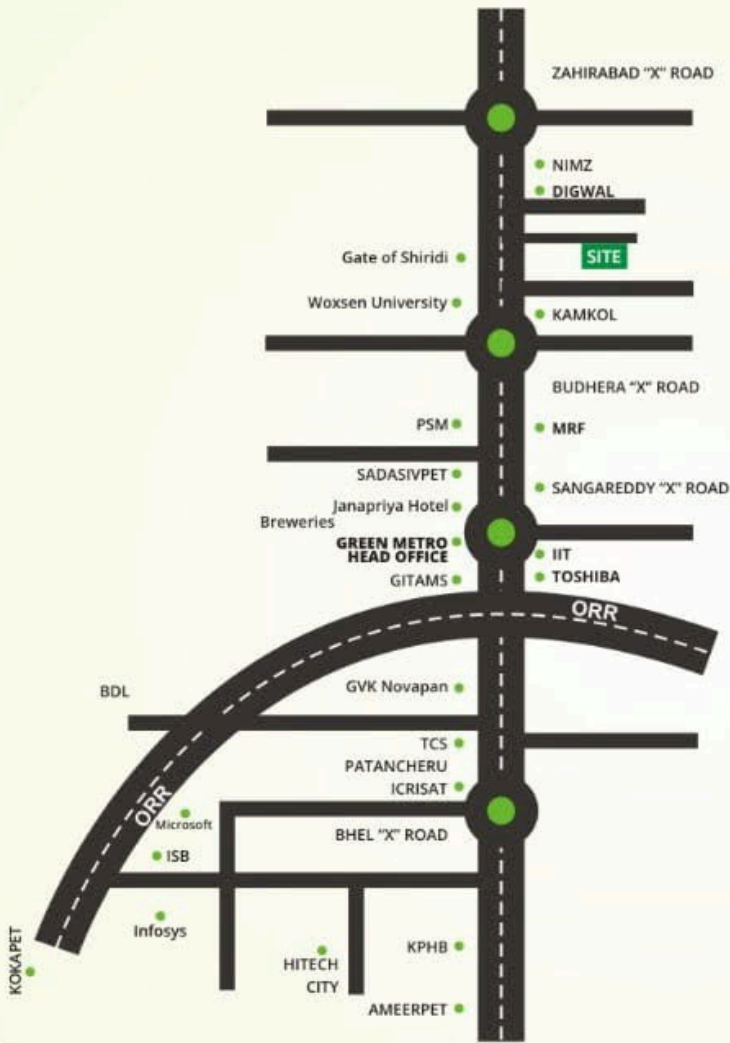 ZAHIRABAD "X" ROAD
NIMZ
DIGWAL
SITE
Gate of Shiridi
Woxsen University
KAMKOL
BUDHERA "X" ROAD
PSM
MRF
SADASIVPET
SANGAREDDY "X" ROAD
Janapriya Hotel
Breweries
GREEN METRO
HEAD OFFICE
IIT
GITAMS
TOSHIBA
ORR
GVK Novapan
BDL
TCS
PATANCHERU
ICRISAT
ORR
Microsoft
BHEL "X" ROAD
ISB
Infosys
KPHB
HITECH
CITY
KOKAPET
AMEERPET